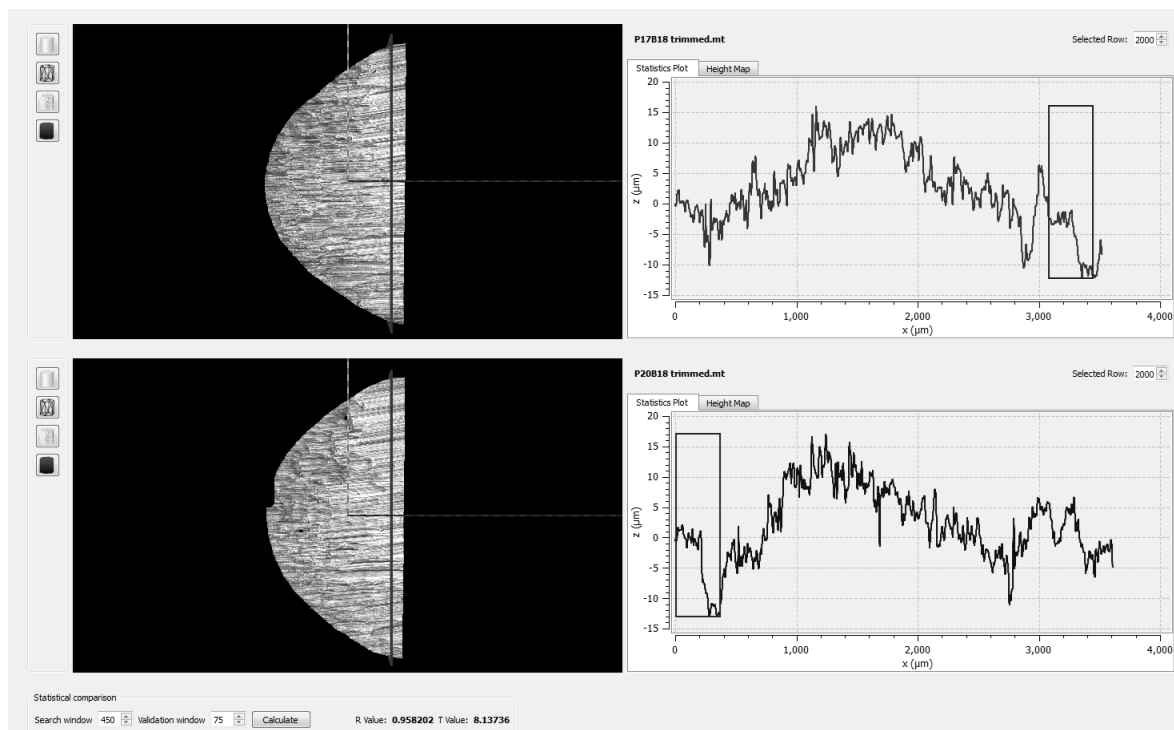 P17B18 trimmed.mt
Selected Row: 2000
Statistics Plot Height Map
20
15
10
5
0
-5
-10
-15
z (µm)
0 1,000 2,000 3,000 4,000
x (µm)
P20B18 trimmed.mt
Selected Row: 2000
Statistics Plot Height Map
20
15
10
5
0
-5
-10
-15
z (µm)
0 1,000 2,000 3,000 4,000
x (µm)
Statistical comparison
Search window 450 Validation window 75 Calculate R Value: 0.958202 T Value: 8.13736